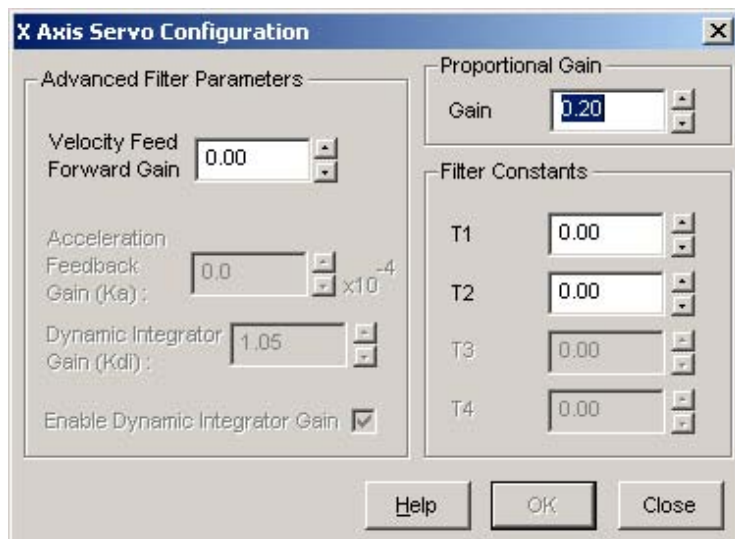 X Axis Servo Configuration
Advanced Filter Parameters
Velocity Feed
Forward Gain
0.00
Acceleration
Feedback
Gain (Ka) :
0.0
x10
-4
Dynamic Integrator
Gain (Kdi) :
1.05
Enable Dynamic Integrator Gain
Proportional Gain
Gain
0.20
Filter Constants
T1
0.00
T2
0.00
T3
0.00
T4
0.00
Help
OK
Close